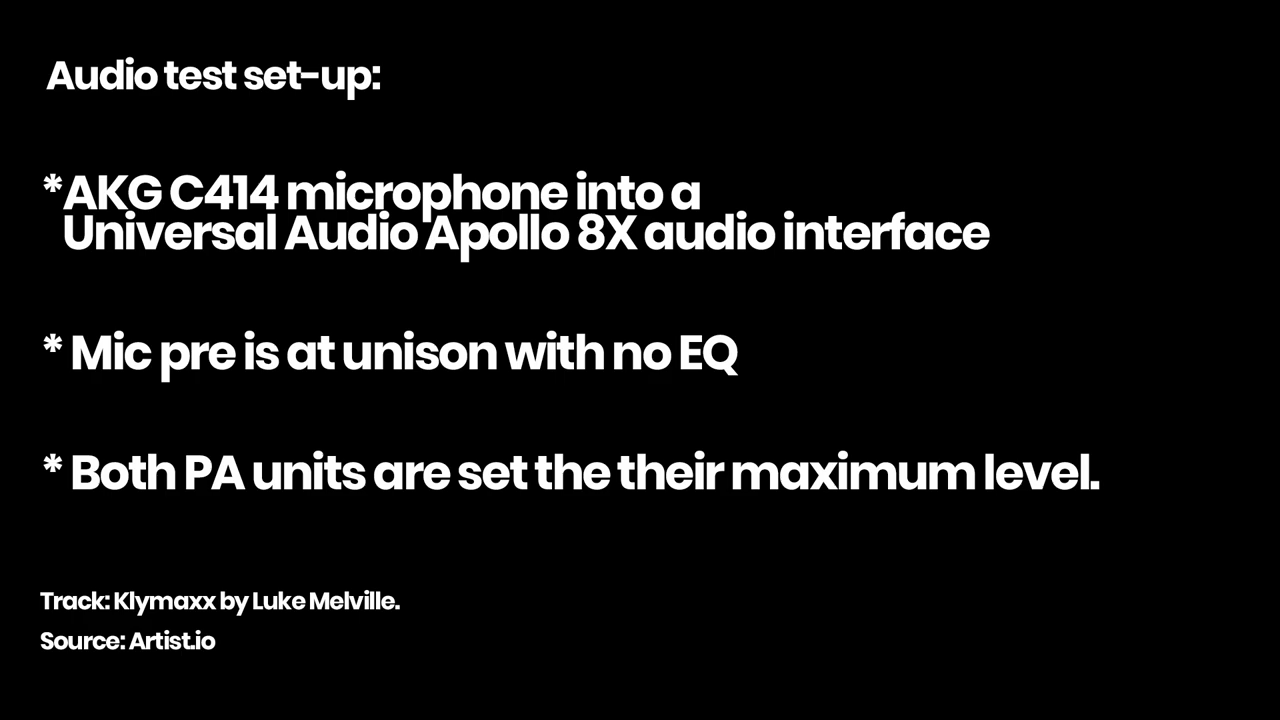 Audio test set-up:
*AKG C414 microphone into a
Universal Audio Apollo 8X audio interface
* Mic pre is at unison with no EQ
* Both PA units are set the their maximum level.
Track: Klymaxx by Luke Melville.
Source: Artist.io